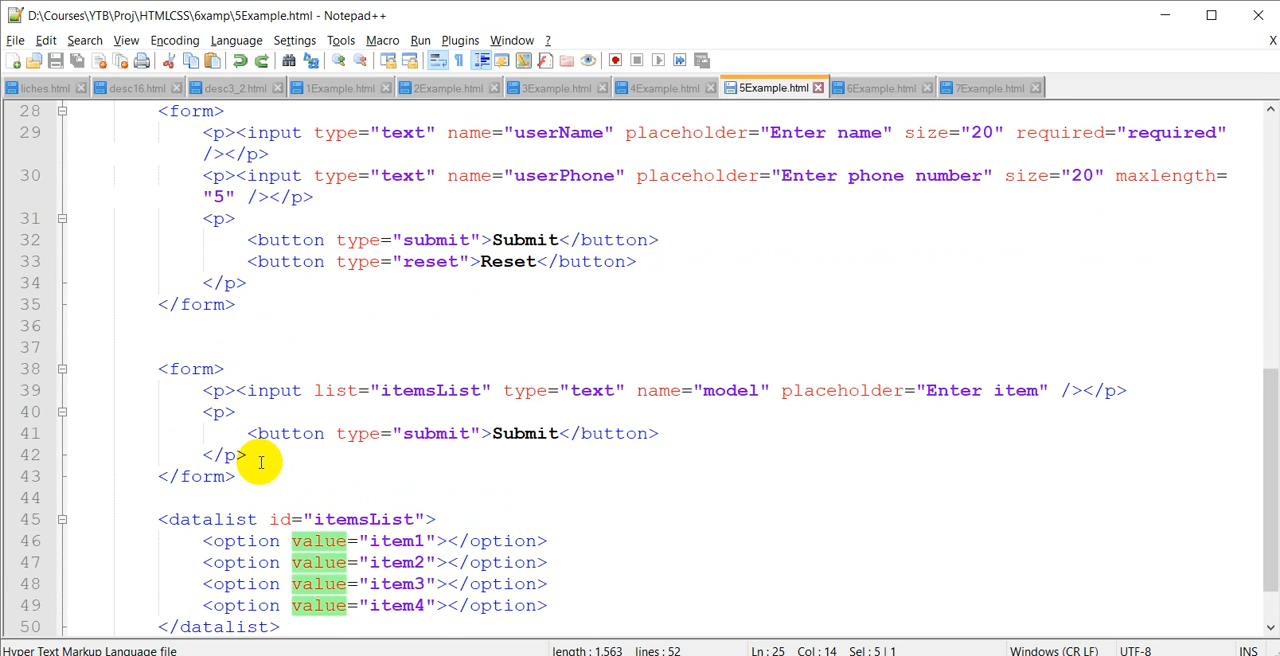 D:\Courses\YTB\Proj\HTMLCSS\6xamp\5Example.html - Notepad++
File Edit Search View Encoding Language Settings Tools Macro Run Plugins Window ? X
liches.html desc16.html desc3_2.html 1Example.html 2Example.html 3Example.html 4Example.html 5Example.html 6Example.html 7Example.html
28 <form>
29 <p><input type="text" name="userName" placeholder="Enter name" size="20" required="required"
/></p>
30 <p><input type="text" name="userPhone" placeholder="Enter phone number" size="20" maxlength=
"5" /></p>
31 <p>
32 <button type="submit">Submit</button>
33 <button type="reset">Reset</button>
34 </p>
35 </form>
36
37
38 <form>
39 <p><input list="itemsList" type="text" name="model" placeholder="Enter item" /></p>
40 <p>
41 <button type="submit">Submit</button>
42 </p>
43 </form>
44
45 <datalist id="itemsList">
46 <option value="item1"></option>
47 <option value="item2"></option>
48 <option value="item3"></option>
49 <option value="item4"></option>
50 </datalist>
Hyper Text Markup Language file length : 1,563 lines : 52 Ln : 25 Col : 14 Sel : 5 | 1 Windows (CR LF) UTF-8 INS